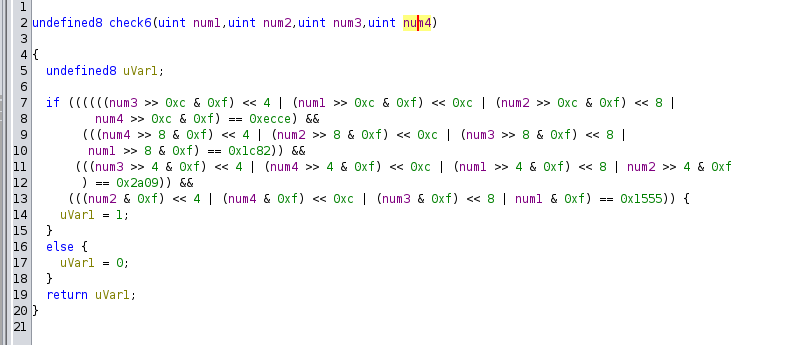 1
2 undefined8 check6(uint num1,uint num2,uint num3,uint num4)
3
4 {
5   undefined8 uVar1;
6
7   if ((((((num3 >> 0xc & 0xf) << 4 | (num1 >> 0xc & 0xf) << 0xc | (num2 >> 0xc & 0xf) << 8 |
8          num4 >> 0xc & 0xf) == 0xecce) &&
9        (((num4 >> 8 & 0xf) << 4 | (num2 >> 8 & 0xf) << 0xc | (num3 >> 8 & 0xf) << 8 |
10         num1 >> 8 & 0xf) == 0x1c82)) &&
11       (((num3 >> 4 & 0xf) << 4 | (num4 >> 4 & 0xf) << 0xc | (num1 >> 4 & 0xf) << 8 | num2 >> 4 & 0xf
12        ) == 0x2a09)) &&
13      (((num2 & 0xf) << 4 | (num4 & 0xf) << 0xc | (num3 & 0xf) << 8 | num1 & 0xf) == 0x1555)) {
14     uVar1 = 1;
15   }
16   else {
17     uVar1 = 0;
18   }
19   return uVar1;
20 }
21